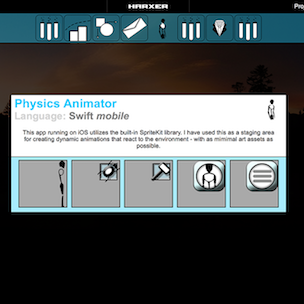 HARXER
Pro
Physics Animator
Language: Swift mobile
This app running on iOS utilizes the built-in SpriteKit library. I have used this as a staging area
for creating dynamic animations that react to the environment - with as mimimal art assets as
possible.